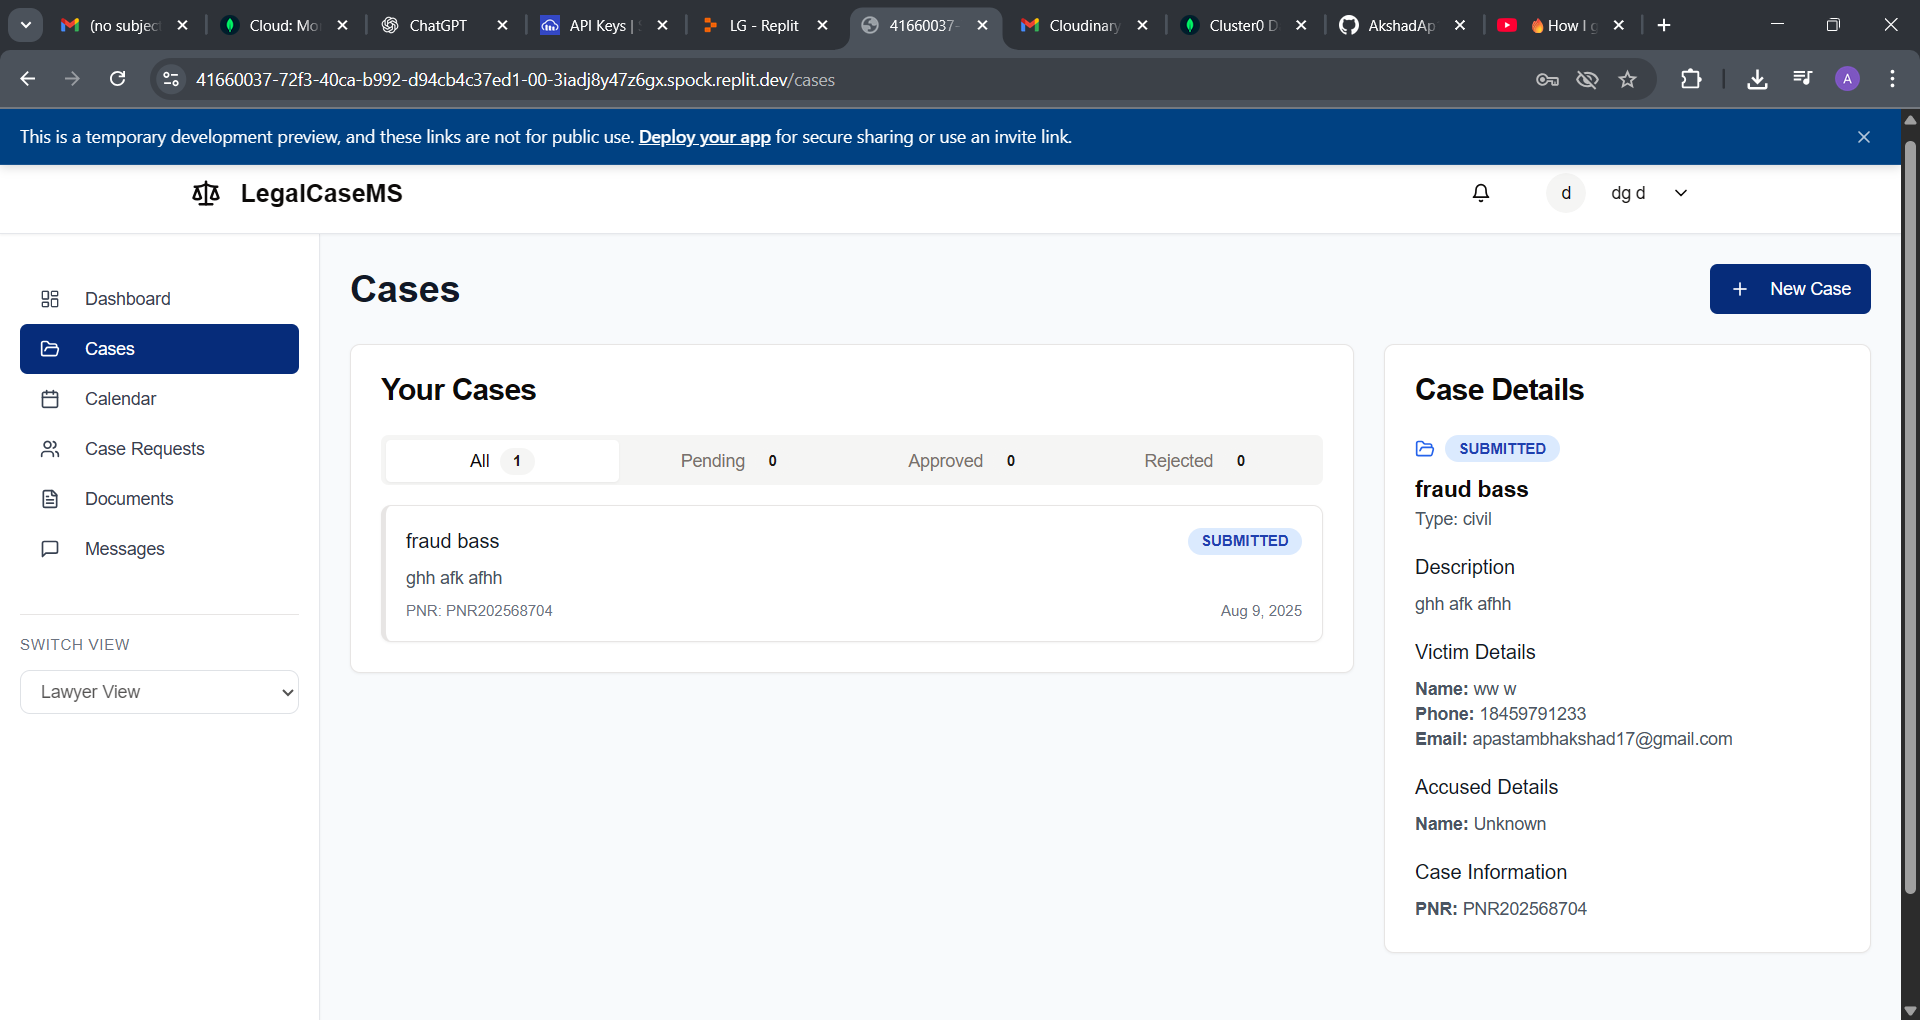 (no subjec
Cloud: Mo
ChatGPT
API Keys |
LG - Replit
41660037-
Cloudinary
Cluster0 D
AkshadAp
How I g
41660037-72f3-40ca-b992-d94cb4c37ed1-00-3iadj8y47z6gx.spock.replit.dev/cases
A
This is a temporary development preview, and these links are not for public use. Deploy your app for secure sharing or use an invite link.
LegalCaseMS
d
dg d
Dashboard
Cases
Calendar
Case Requests
Documents
Messages
SWITCH VIEW
Lawyer View
Cases
New Case
Your Cases
All 1
Pending 0
Approved 0
Rejected 0
fraud bass
SUBMITTED
ghh afk afhh
PNR: PNR202568704
Aug 9, 2025
Case Details
SUBMITTED
fraud bass
Type: civil
Description
ghh afk afhh
Victim Details
Name: ww w
Phone: 18459791233
Email: apastambhakshad17@gmail.com
Accused Details
Name: Unknown
Case Information
PNR: PNR202568704